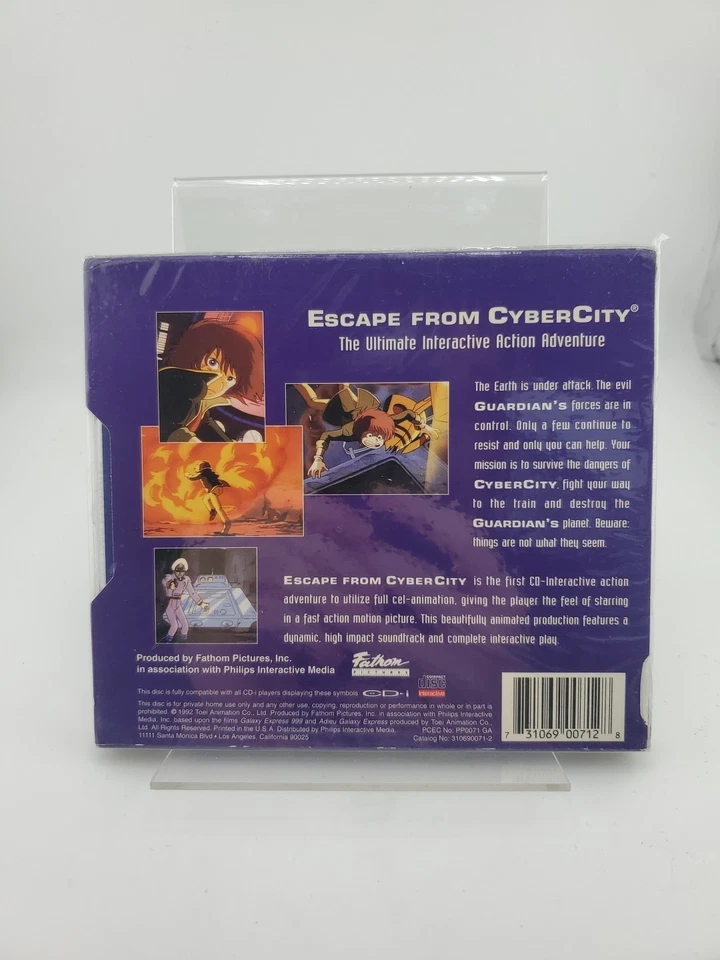 ESCAPE FROM CYBERCITY®
The Ultimate Interactive Action Adventure
The Earth is under attack. The evil
GUARDIAN'S forces are in
control. Only a few continue to
resist and only you can help. Your
mission is to survive the dangers of
CYBERCITY, fight your way
to the train and destroy the
GUARDIAN'S planet. Beware:
things are not what they seem.
ESCAPE FROM CYBERCITY is the first CD-Interactive action
adventure to utilize full cel-animation, giving the player the feel of starring
in a fast action motion picture. This beautifully animated production features a
dynamic, high impact soundtrack and complete interactive play.
Produced by Fathom Pictures, Inc.
in association with Philips Interactive Media
Fathom
PICTURES
COMPACT
disc
Interactive
This disc is fully compatible with all CD-i players displaying these symbols
CD-i
This disc is for private home use only and any other use, copying, reproduction or performance in whole or in part is
prohibited. © 1992 Toei Animation Co., Ltd. Produced by Fathom Pictures, Inc. in association with Philips Interactive
Media, Inc. based upon the films Galaxy Express 999 and Adieu Galaxy Express produced by Toei Animation Co.,
Ltd. All Rights Reserved. Printed in the U.S.A. Distributed by Philips Interactive Media,
11111 Santa Monica Blvd • Los Angeles, California 90025
PCEC No: PP0071 GA
Catalog No: 310690071-2
7 31069 00712 8